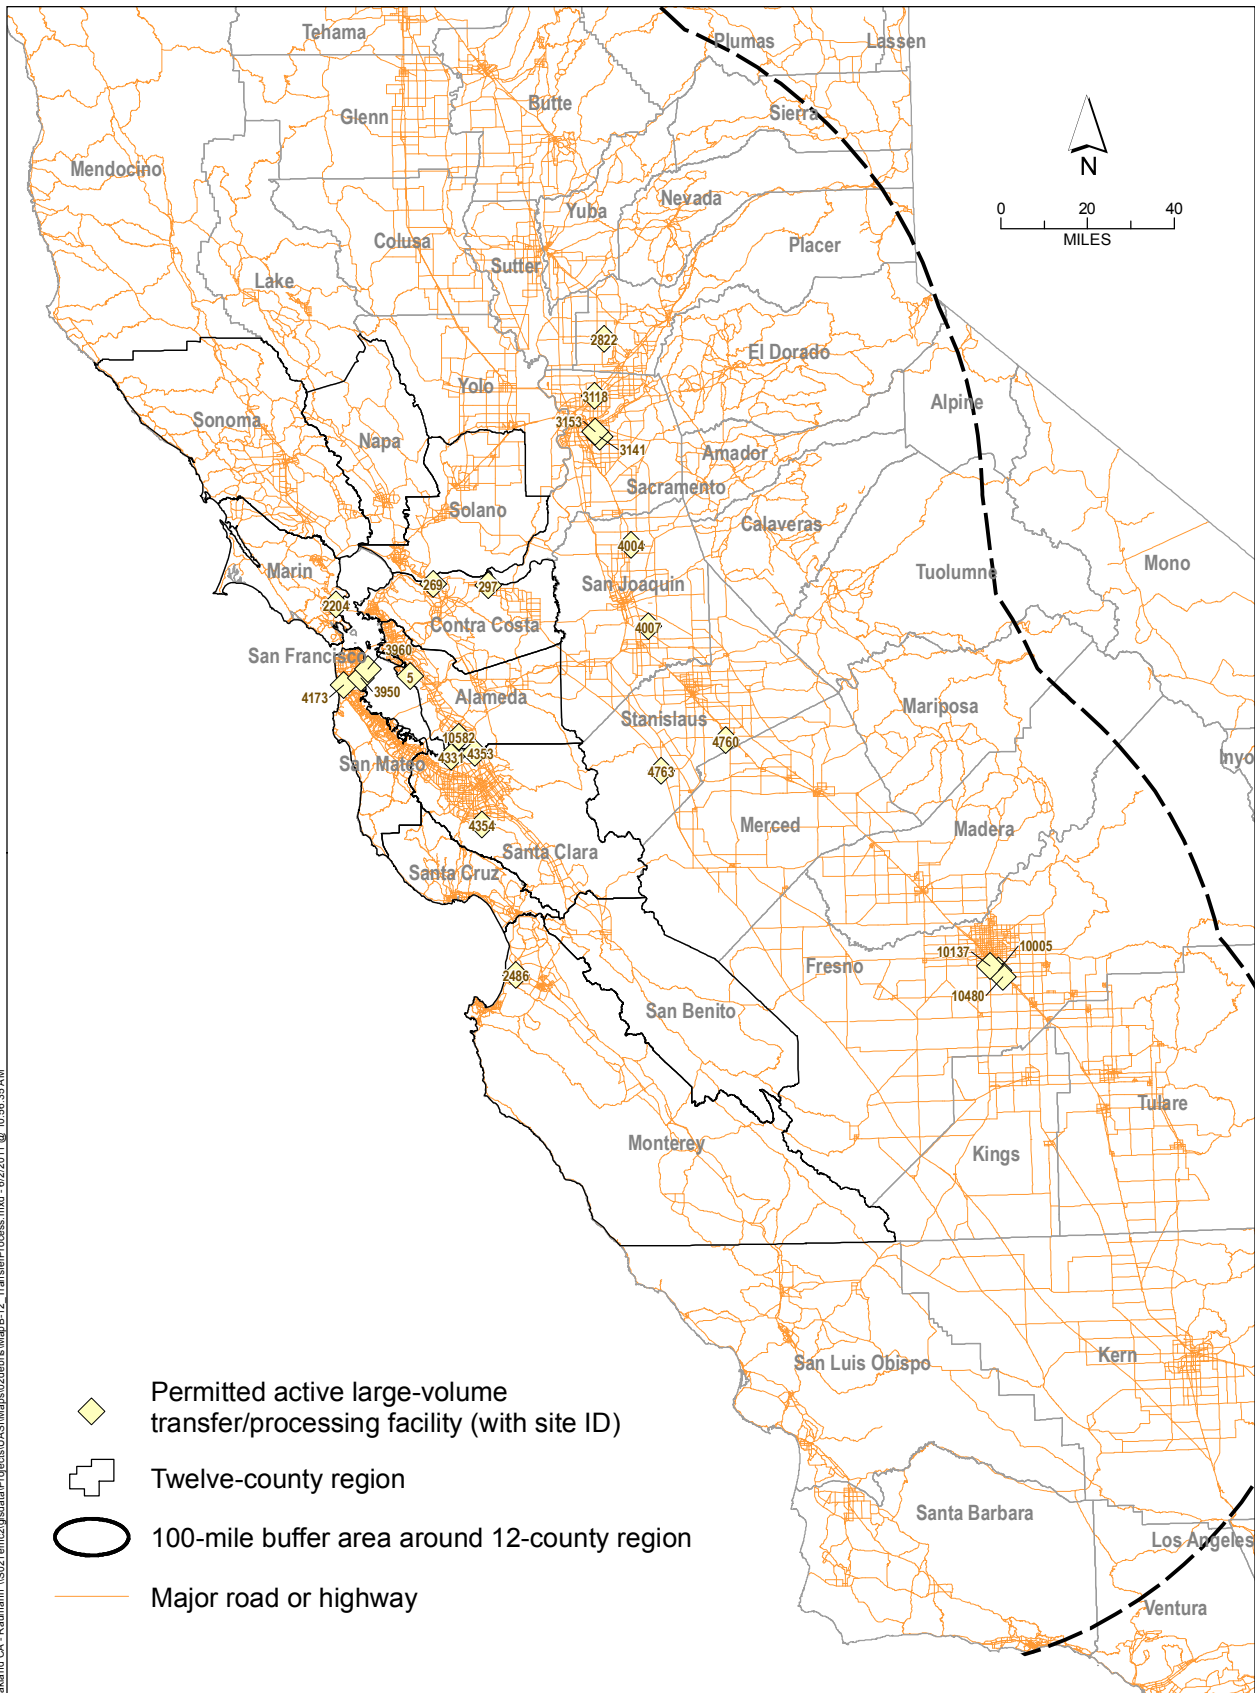 Tehama
Plumas
Lassen
Butte
Glenn
Sierra
Mendocino
N
Nevada
Yuba
0 20 40
MILES
Colusa
Placer
Sutter
Lake
2822
El Dorado
Yolo
3118
Alpine
Sonoma
3153
Napa
3141
Amador
Sacramento
Solano
Calaveras
4004
Mono
Marin
Tuolumne
San Joaquin
269
297
2204
Contra Costa
4007
3960
San Francisco
5
3950
4173
Alameda
Mariposa
Stanislaus
10582
4760
4353
4331
San Mateo
Inyo
4763
4354
Merced
Madera
Santa Clara
Santa Cruz
10137
10005
Fresno
2486
10480
San Benito
Tulare
Monterey
Kings
Kern
San Luis Obispo
Permitted active large-volume
transfer/processing facility (with site ID)
Twelve-county region
Santa Barbara
100-mile buffer area around 12-county region
Los Angeles
Major road or highway
Ventura